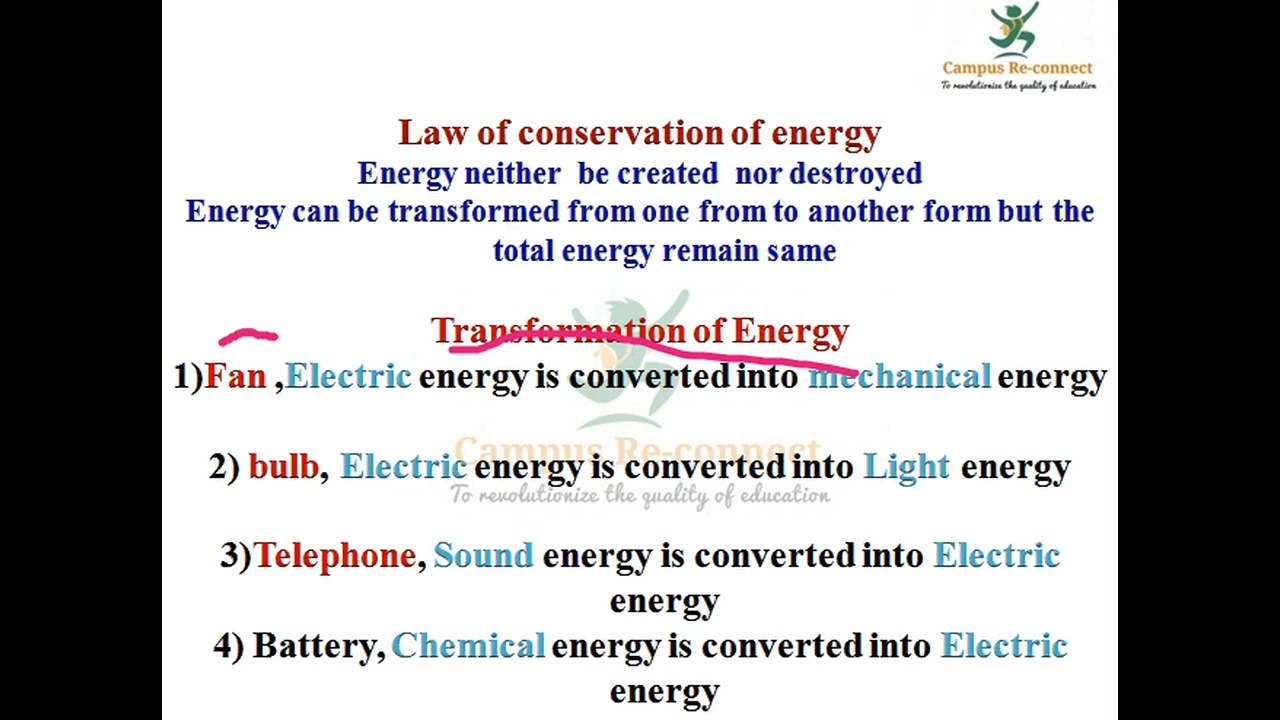 Campus Re-connect
To revolutionize the quality of education
Law of conservation of energy
Energy neither be created nor destroyed
Energy can be transformed from one from to another form but the
total energy remain same
Transformation of Energy
1)Fan ,Electric energy is converted into mechanical energy
Campus Re-connect
2) bulb, Electric energy is converted into Light energy
To revolutionize the quality of education
3)Telephone, Sound energy is converted into Electric
energy
4) Battery, Chemical energy is converted into Electric
energy